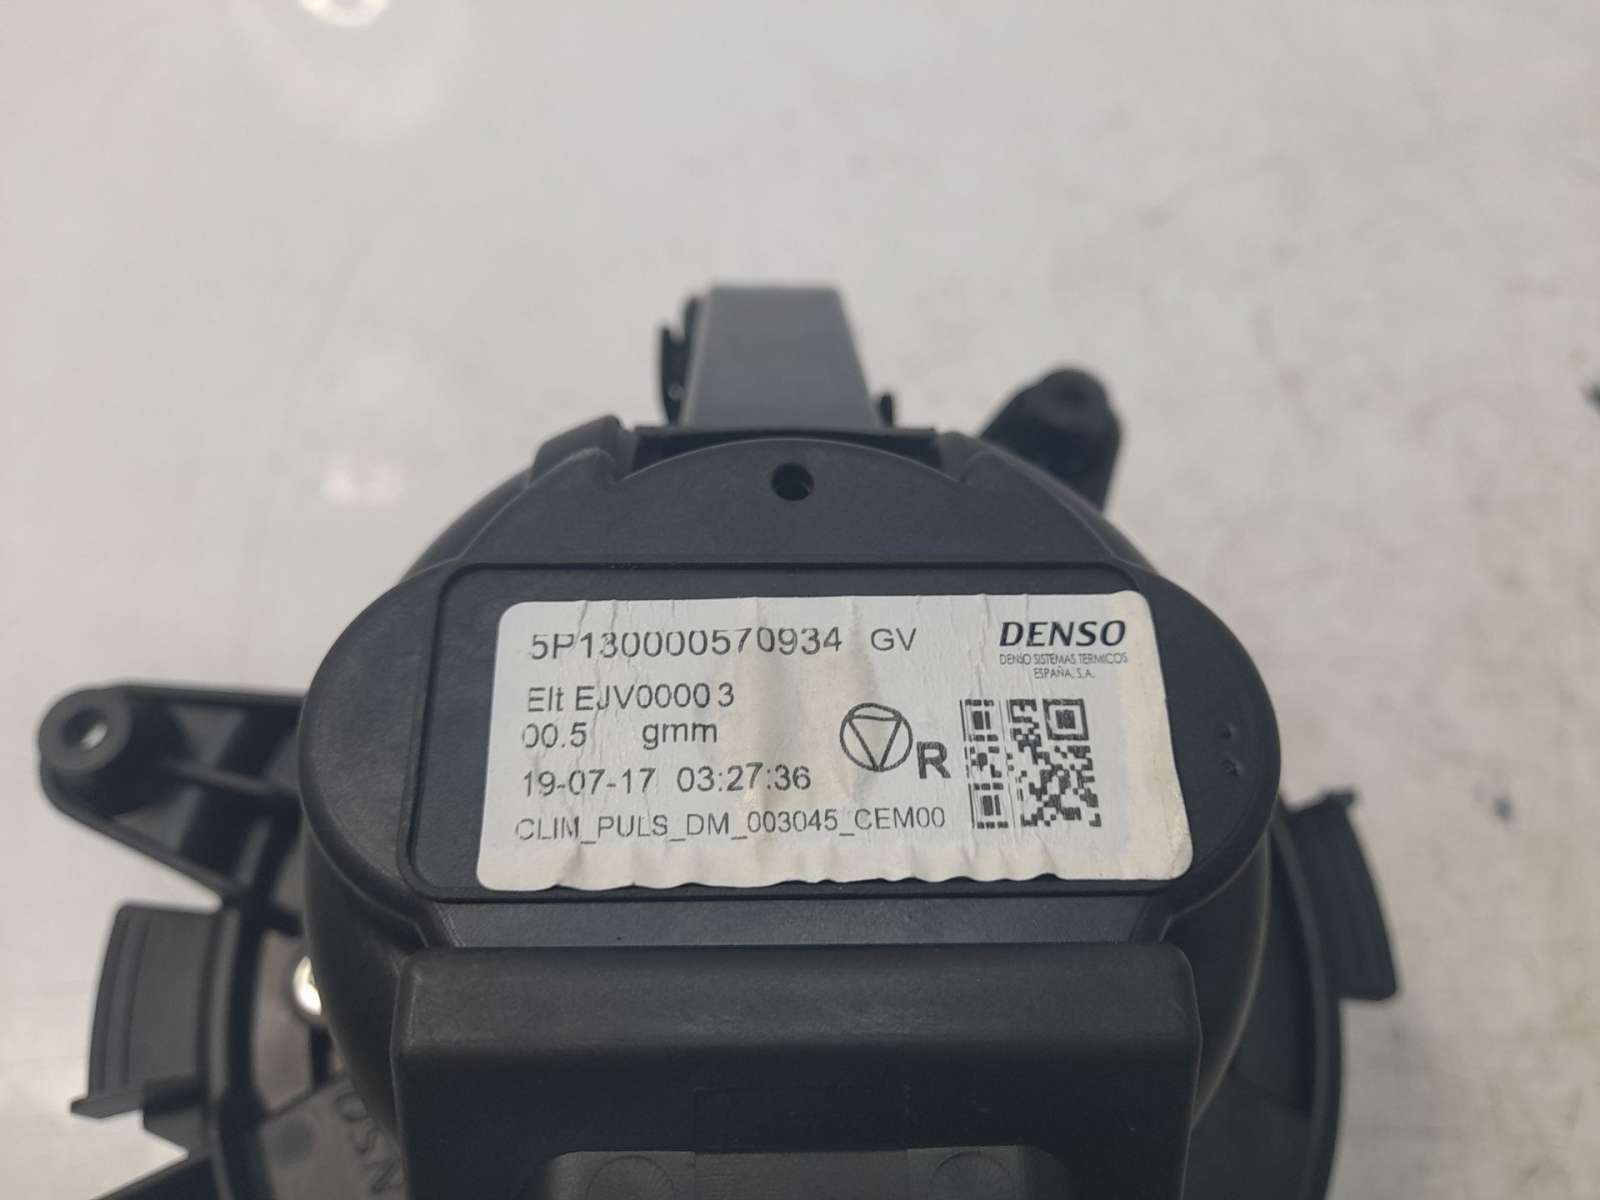 5P130000570934 GV
DENSO
DENSO SISTEMAS TERMICOS
ESPAÑA, S.A.
Elt EJV00003
00.5 gmm
R
19-07-17 03:27:36
CLIM_PULS_DM_003045_CEM00